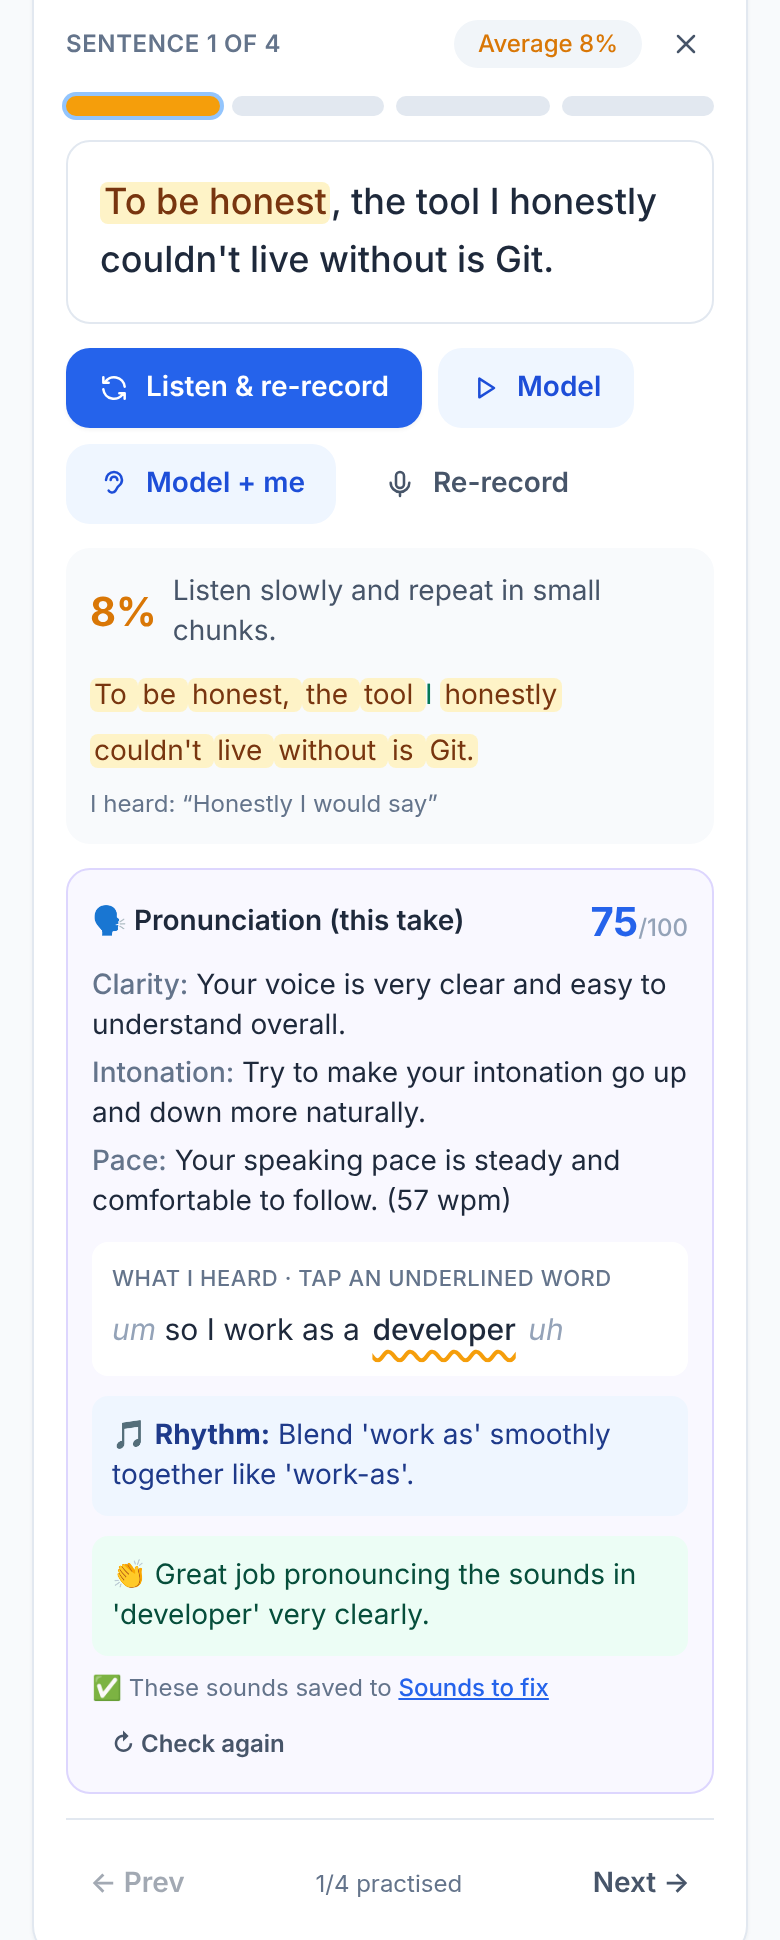 SENTENCE 1 OF 4
Average 8%
To be honest, the tool I honestly
couldn't live without is Git.
Listen & re-record
Model
Model + me
Re-record
8%
Listen slowly and repeat in small
chunks.
To be honest, the tool I honestly
couldn't live without is Git.
I heard: “Honestly I would say”
Pronunciation (this take)
75/100
Clarity: Your voice is very clear and easy to
understand overall.
Intonation: Try to make your intonation go up
and down more naturally.
Pace: Your speaking pace is steady and
comfortable to follow. (57 wpm)
WHAT I HEARD · TAP AN UNDERLINED WORD
um so I work as a developer uh
🎵 Rhythm: Blend 'work as' smoothly
together like 'work-as'.
👏 Great job pronouncing the sounds in
'developer' very clearly.
✅ These sounds saved to Sounds to fix
↻ Check again
← Prev
1/4 practised
Next →